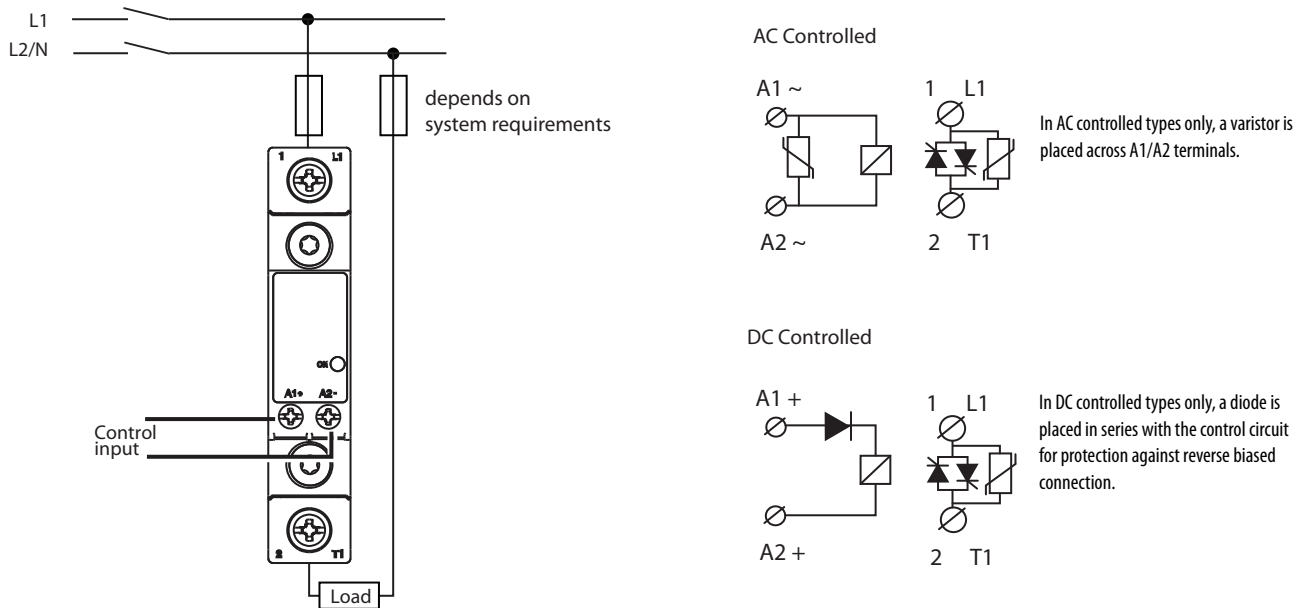 L1
L2/N
depends on
system requirements
1 L1
ON
A1+ A2-
Control
input
2 T1
Load
AC Controlled
A1 ~
A2 ~
1 L1
2 T1
In AC controlled types only, a varistor is
placed across A1/A2 terminals.
DC Controlled
A1 +
A2 +
1 L1
2 T1
In DC controlled types only, a diode is
placed in series with the control circuit
for protection against reverse biased
connection.